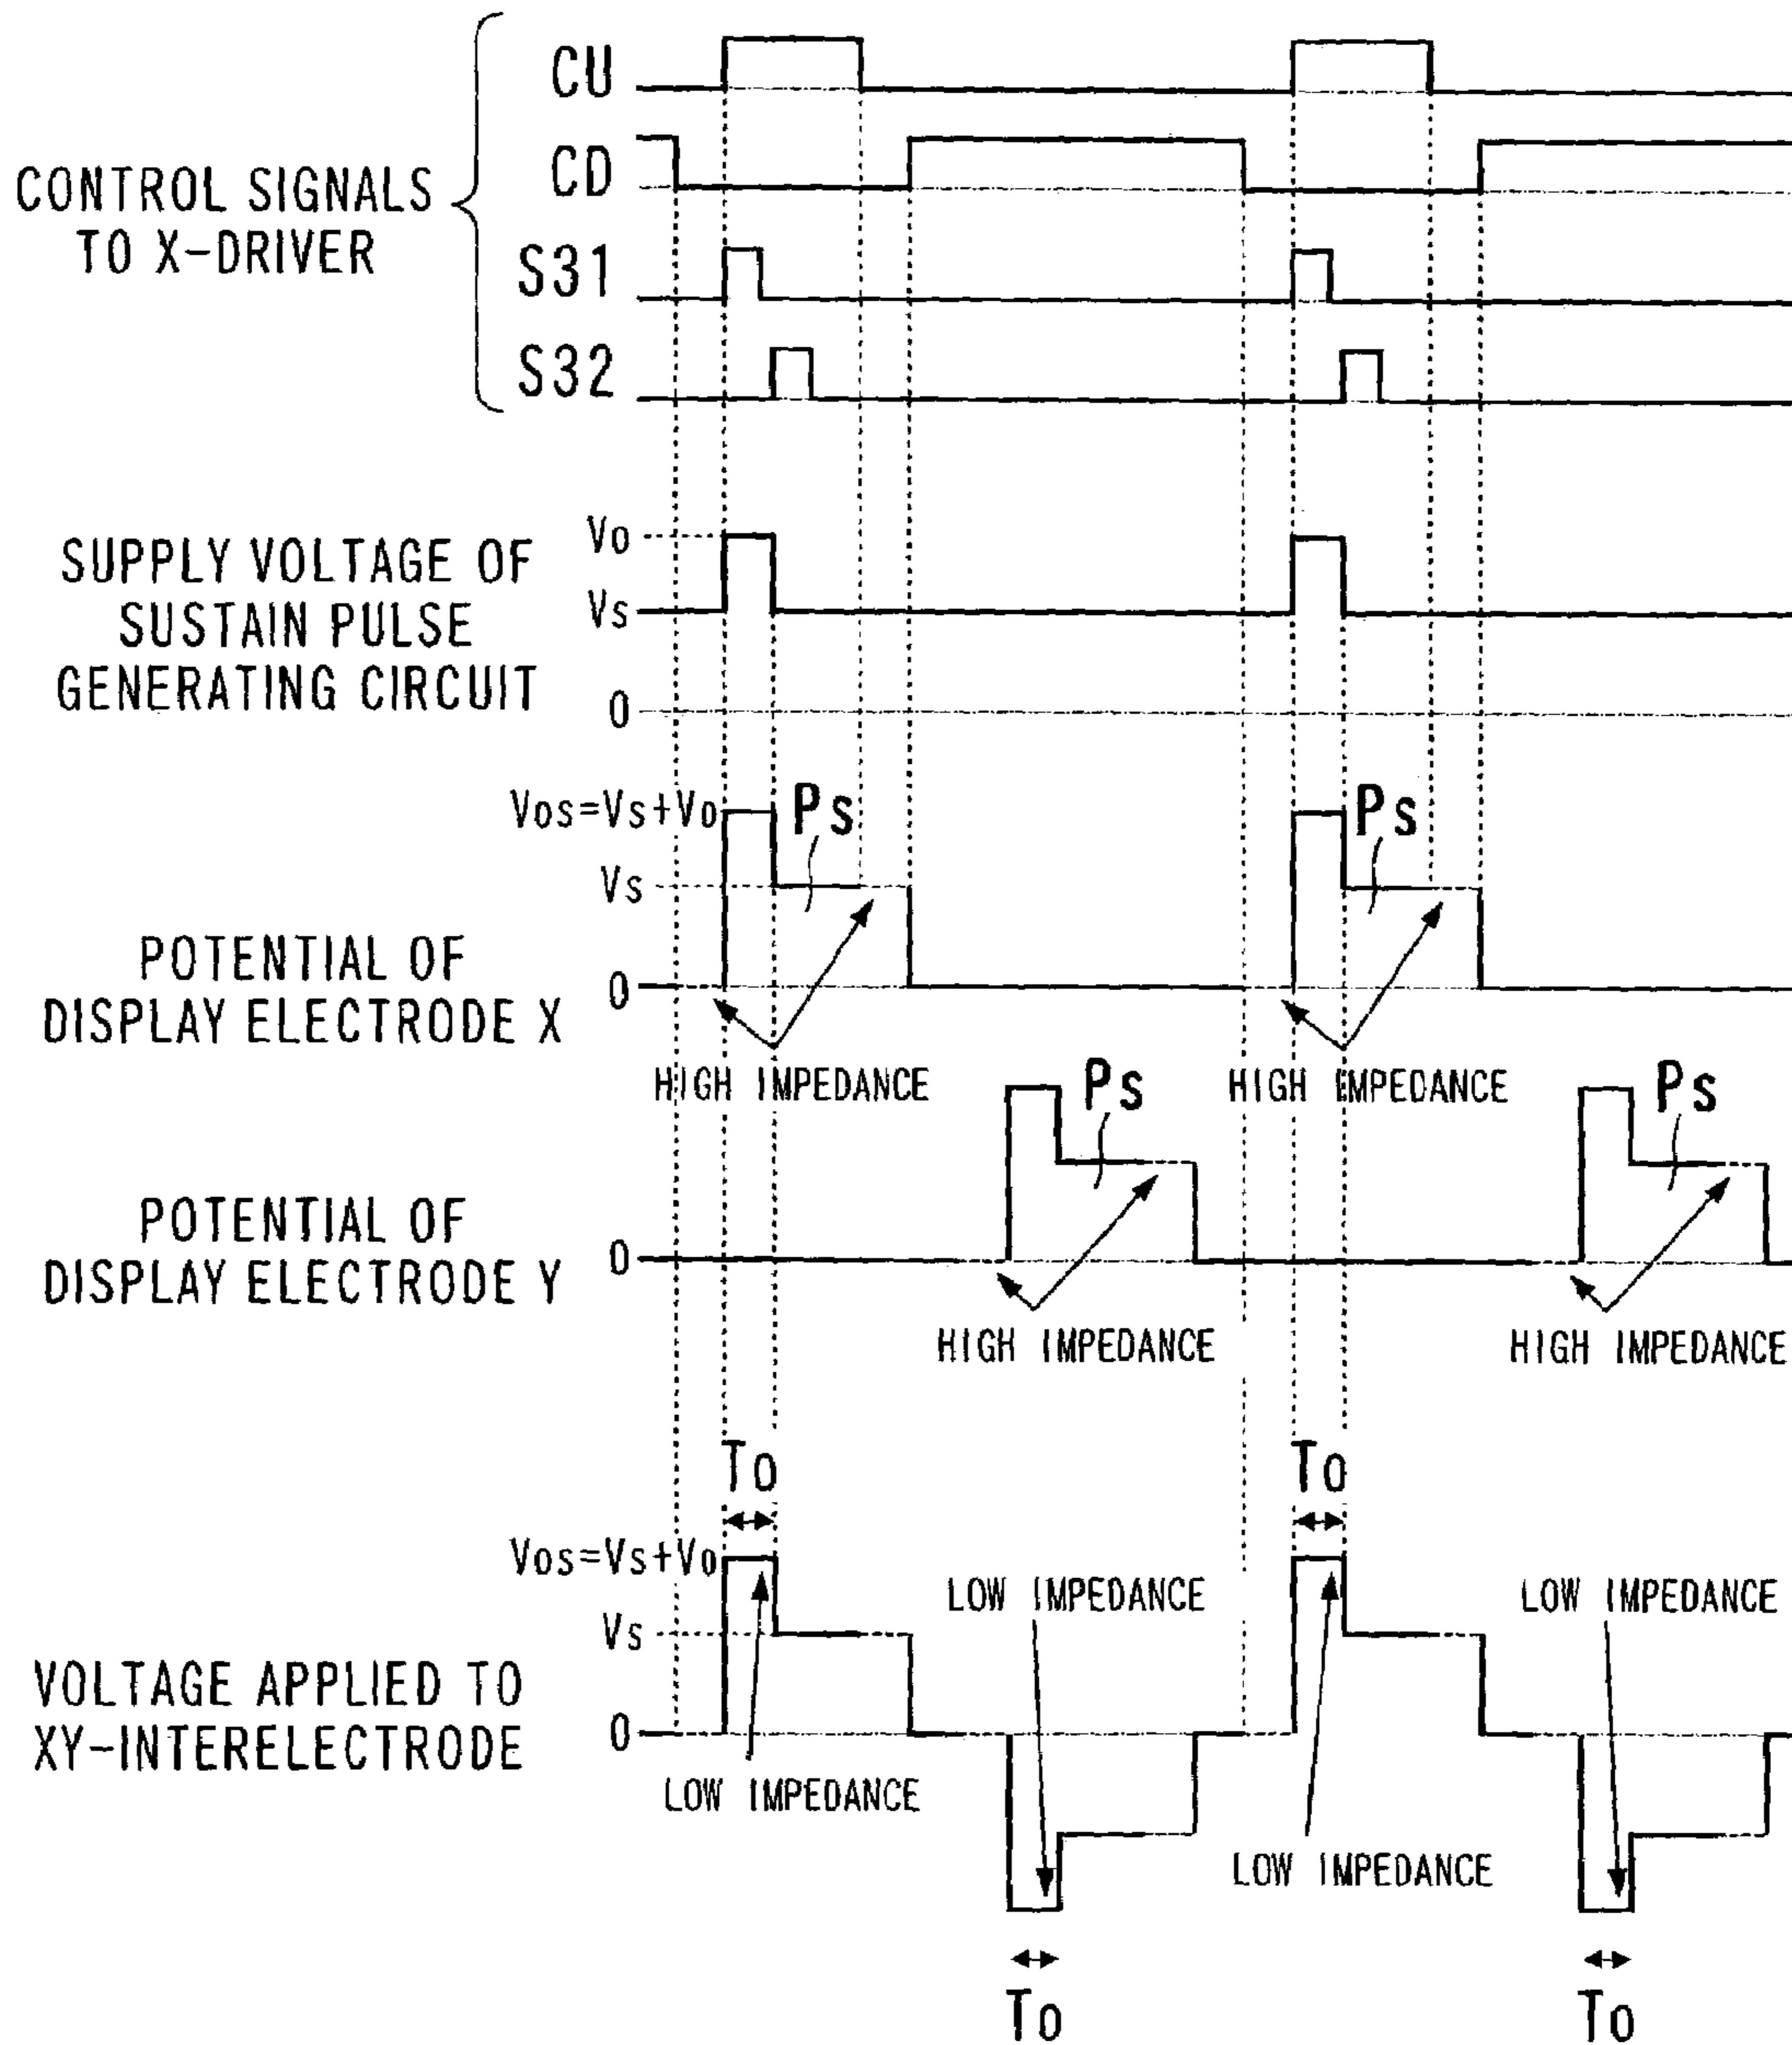 CU
CD
CONTROL SIGNALS
TO X-DRIVER
S31
S32
SUPPLY VOLTAGE OF
SUSTAIN PULSE
GENERATING CIRCUIT
Vo
Vs
0
Vos=Vs+Vo
Ps
Ps
Vs
POTENTIAL OF
DISPLAY ELECTRODE X
0
HIGH IMPEDANCE
HIGH IMPEDANCE
Ps
Ps
POTENTIAL OF
DISPLAY ELECTRODE Y
0
HIGH IMPEDANCE
HIGH IMPEDANCE
To
To
Vos=Vs+Vo
LOW IMPEDANCE
LOW IMPEDANCE
Vs
VOLTAGE APPLIED TO
XY-INTERELECTRODE
0
LOW IMPEDANCE
LOW IMPEDANCE
To
To